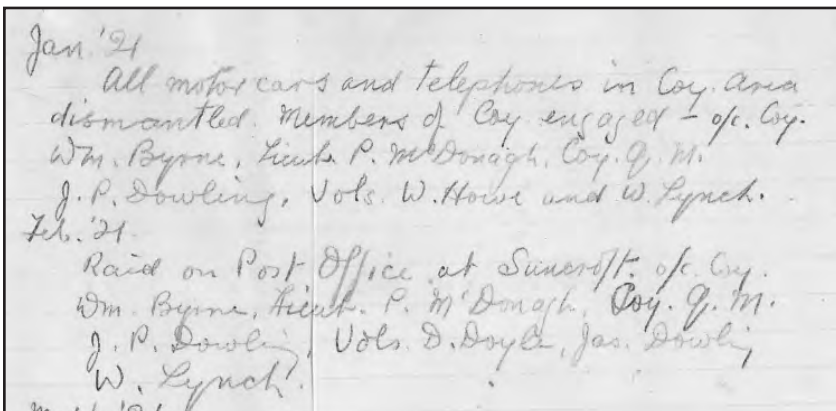 Jan. '21
All motor cars and telephones in Coy. area
dismantled. Members of Coy engaged – o/c. Coy.
Wm. Byrne, Lieut. P. McDonagh, Coy. Q. M.
J. P. Dowling, Vols. W. Howe and W. Lynch.
Feb. '21.
Raid on Post Office at Suncroft. o/c. Coy.
Wm. Byrne, Lieut. P. McDonagh, Coy. Q. M.
J. P. Dowling, Vols. D. Doyle, Jas. Dowling
W. Lynch.